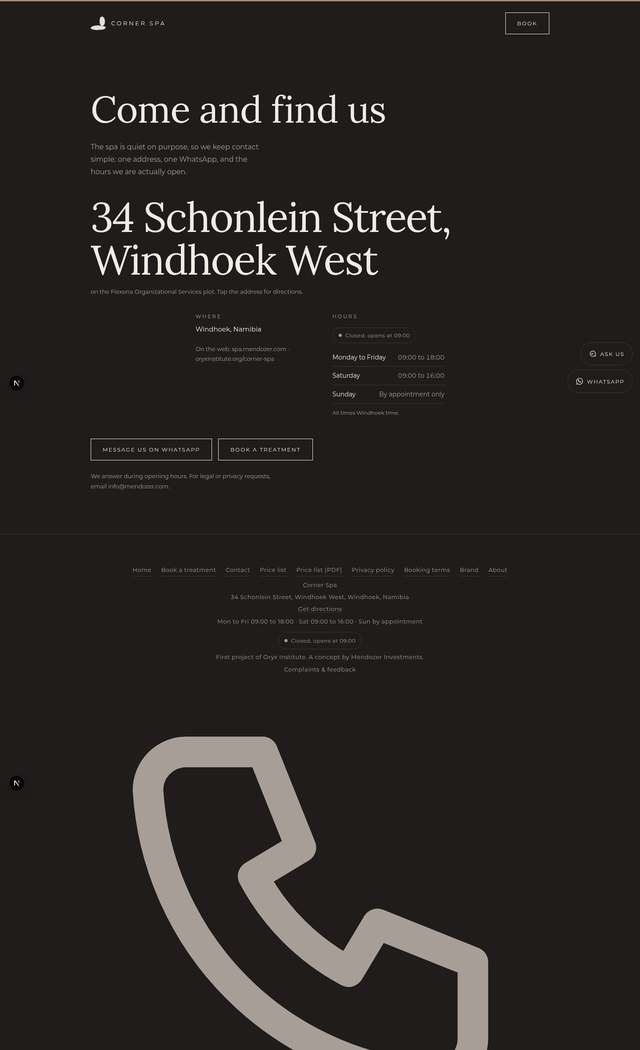 CORNER SPA
BOOK
Come and find us
The spa is quiet on purpose, so we keep contact
simple: one address, one WhatsApp, and the
hours we are actually open.
34 Schonlein Street,
Windhoek West
on the Flexona Organizational Services plot. Tap the address for directions.
WHERE
Windhoek, Namibia
On the web: spa.mendozer.com ·
oryxinstitute.org/corner-spa
HOURS
Closed, opens at 09:00
Monday to Friday 09:00 to 18:00
Saturday 09:00 to 16:00
Sunday By appointment only
All times Windhoek time.
ASK US
WHATSAPP
N
MESSAGE US ON WHATSAPP
BOOK A TREATMENT
We answer during opening hours. For legal or privacy requests,
email info@mendozer.com.
Home Book a treatment Contact Price list Price list (PDF) Privacy policy Booking terms Brand About
Corner Spa
34 Schonlein Street, Windhoek West, Windhoek, Namibia
Get directions
Mon to Fri 09:00 to 18:00 · Sat 09:00 to 16:00 · Sun by appointment
Closed, opens at 09:00
First project of Oryx Institute. A concept by Mendozer Investments.
Complaints & feedback
N